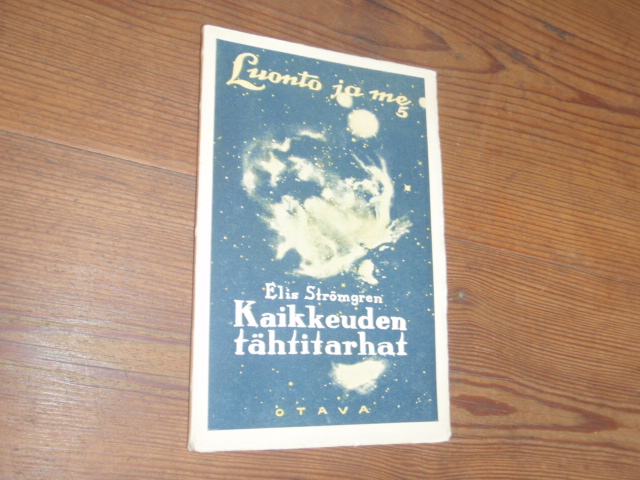 Luonto ja me
5
Elis Strömgren
Kaikkeuden
tähtitarhat
OTAVA